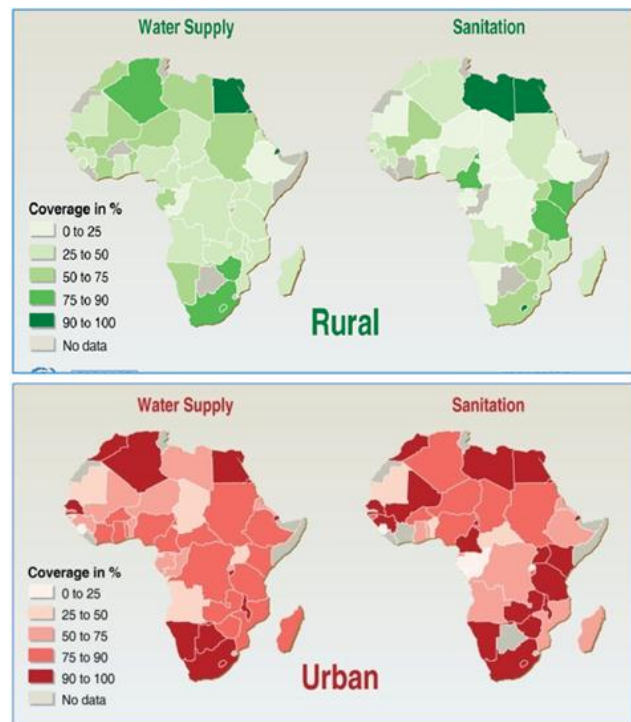 Water Supply
Sanitation
Coverage in %
0 to 25
25 to 50
50 to 75
75 to 90
90 to 100
No data
Rural
Water Supply
Sanitation
Coverage in %
0 to 25
25 to 50
50 to 75
75 to 90
90 to 100
No data
Urban